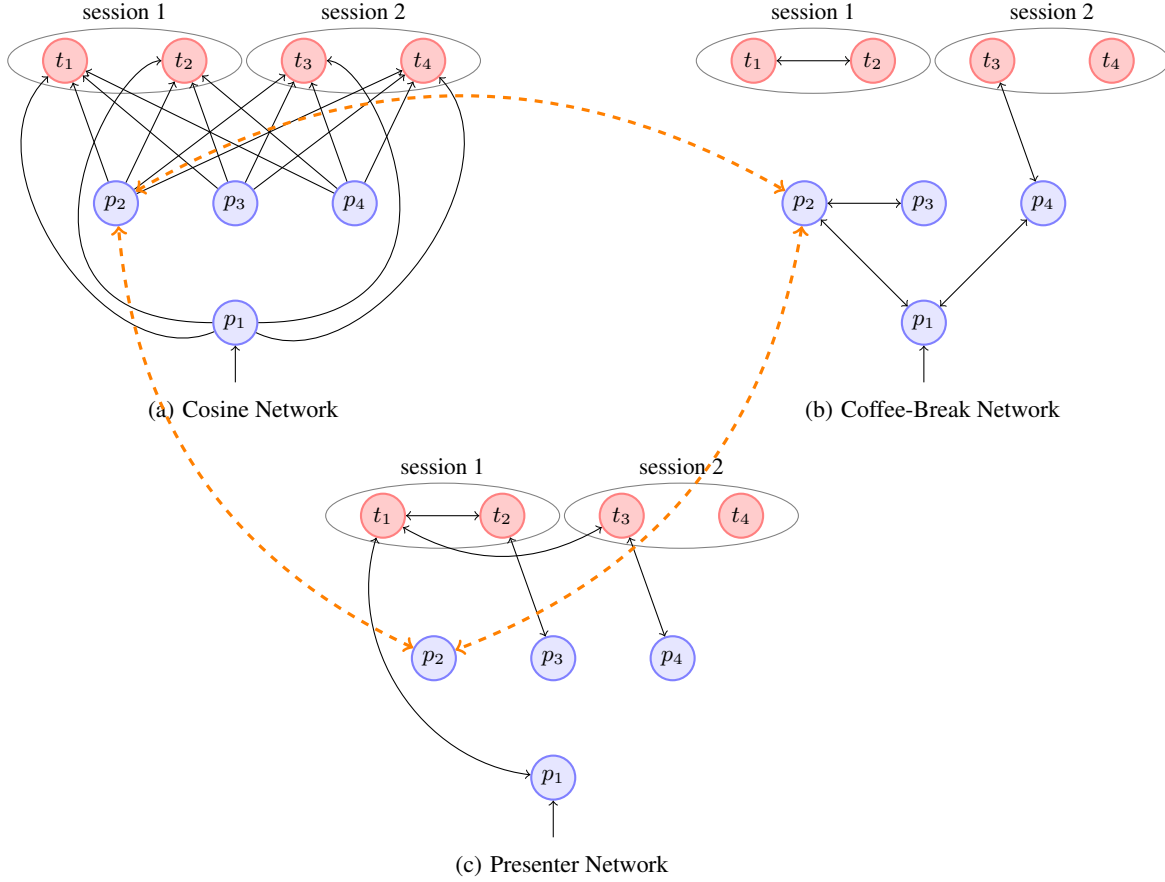 session 1 session 2
t₁ t₂ t₃ t₄
p₂ p₃ p₄
p₁
(a) Cosine Network
session 1 session 2
t₁ t₂ t₃ t₄
p₂ p₃ p₄
p₁
(b) Coffee-Break Network
session 1 session 2
t₁ t₂ t₃ t₄
p₂ p₃ p₄
p₁
(c) Presenter Network